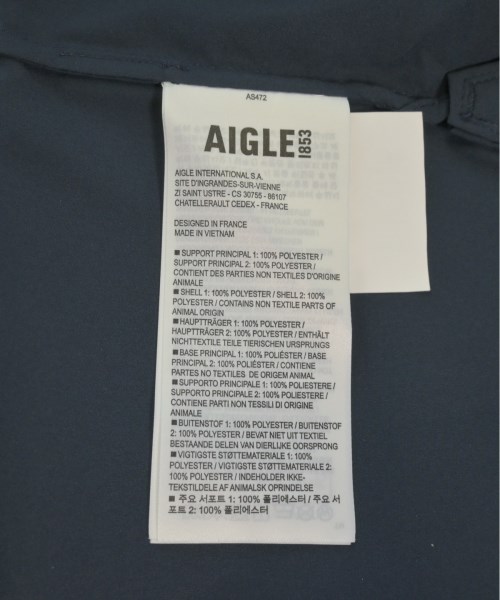 AS472
AIGLE 1853
AIGLE INTERNATIONAL S.A.
SITE D'INGRANDES-SUR-VIENNE
ZI SAINT USTRE - CS 30755 - 86107
CHATELLERAULT CEDEX - FRANCE
DESIGNED IN FRANCE
MADE IN VIETNAM
■ SUPPORT PRINCIPAL 1: 100% POLYESTER /
SUPPORT PRINCIPAL 2: 100% POLYESTER /
CONTIENT DES PARTIES NON TEXTILES D'ORIGINE
ANIMALE
■ SHELL 1: 100% POLYESTER / SHELL 2: 100%
POLYESTER / CONTAINS NON TEXTILE PARTS OF
ANIMAL ORIGIN
■ HAUPTTRÄGER 1: 100% POLYESTER /
HAUPTTRÄGER 2: 100% POLYESTER / ENTHÄLT
NICHTTEXTILE TEILE TIERISCHEN URSPRUNGS
■ BASE PRINCIPAL 1: 100% POLIÉSTER / BASE
PRINCIPAL 2: 100% POLIÉSTER / CONTIENE
PARTES NO TEXTILES DE ORIGEM ANIMAL
■ SUPPORTO PRINCIPALE 1: 100% POLIESTERE /
SUPPORTO PRINCIPALE 2: 100% POLIESTERE /
CONTIENE PARTI NON TESSILI DI ORIGINE
ANIMALE
■ BUITENSTOF 1: 100% POLYESTER / BUITENSTOF
2: 100% POLYESTER / BEVAT NIET UIT TEXTIEL
BESTAANDE DELEN VAN DIERLIJKE OORSPRONG
■ VIGTIGSTE STØTTEMATERIALE 1: 100%
POLYESTER / VIGTIGSTE STØTTEMATERIALE 2:
100% POLYESTER / INDEHOLDER IKKE-
TEKSTILDELE AF ANIMALSK OPRINDELSE
■ 주요 서포트 1: 100% 폴리에스터 / 주요 서
포트 2: 100% 폴리에스터